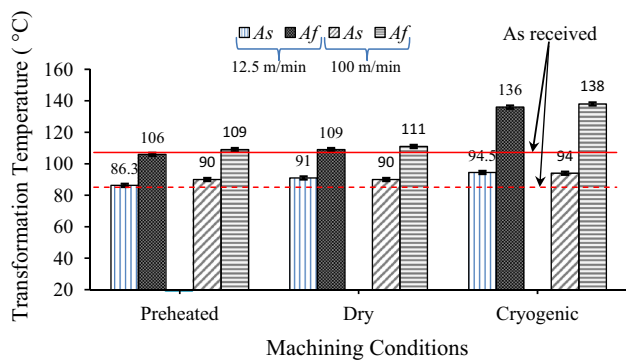 As Af As Af
As received
12.5 m/min 100 m/min
Transformation Temperature ( °C)
160
140
120
100
80
60
40
20
86.3 106 90 109
91 109 90 111
94.5 136 94 138
Preheated Dry Cryogenic
Machining Conditions